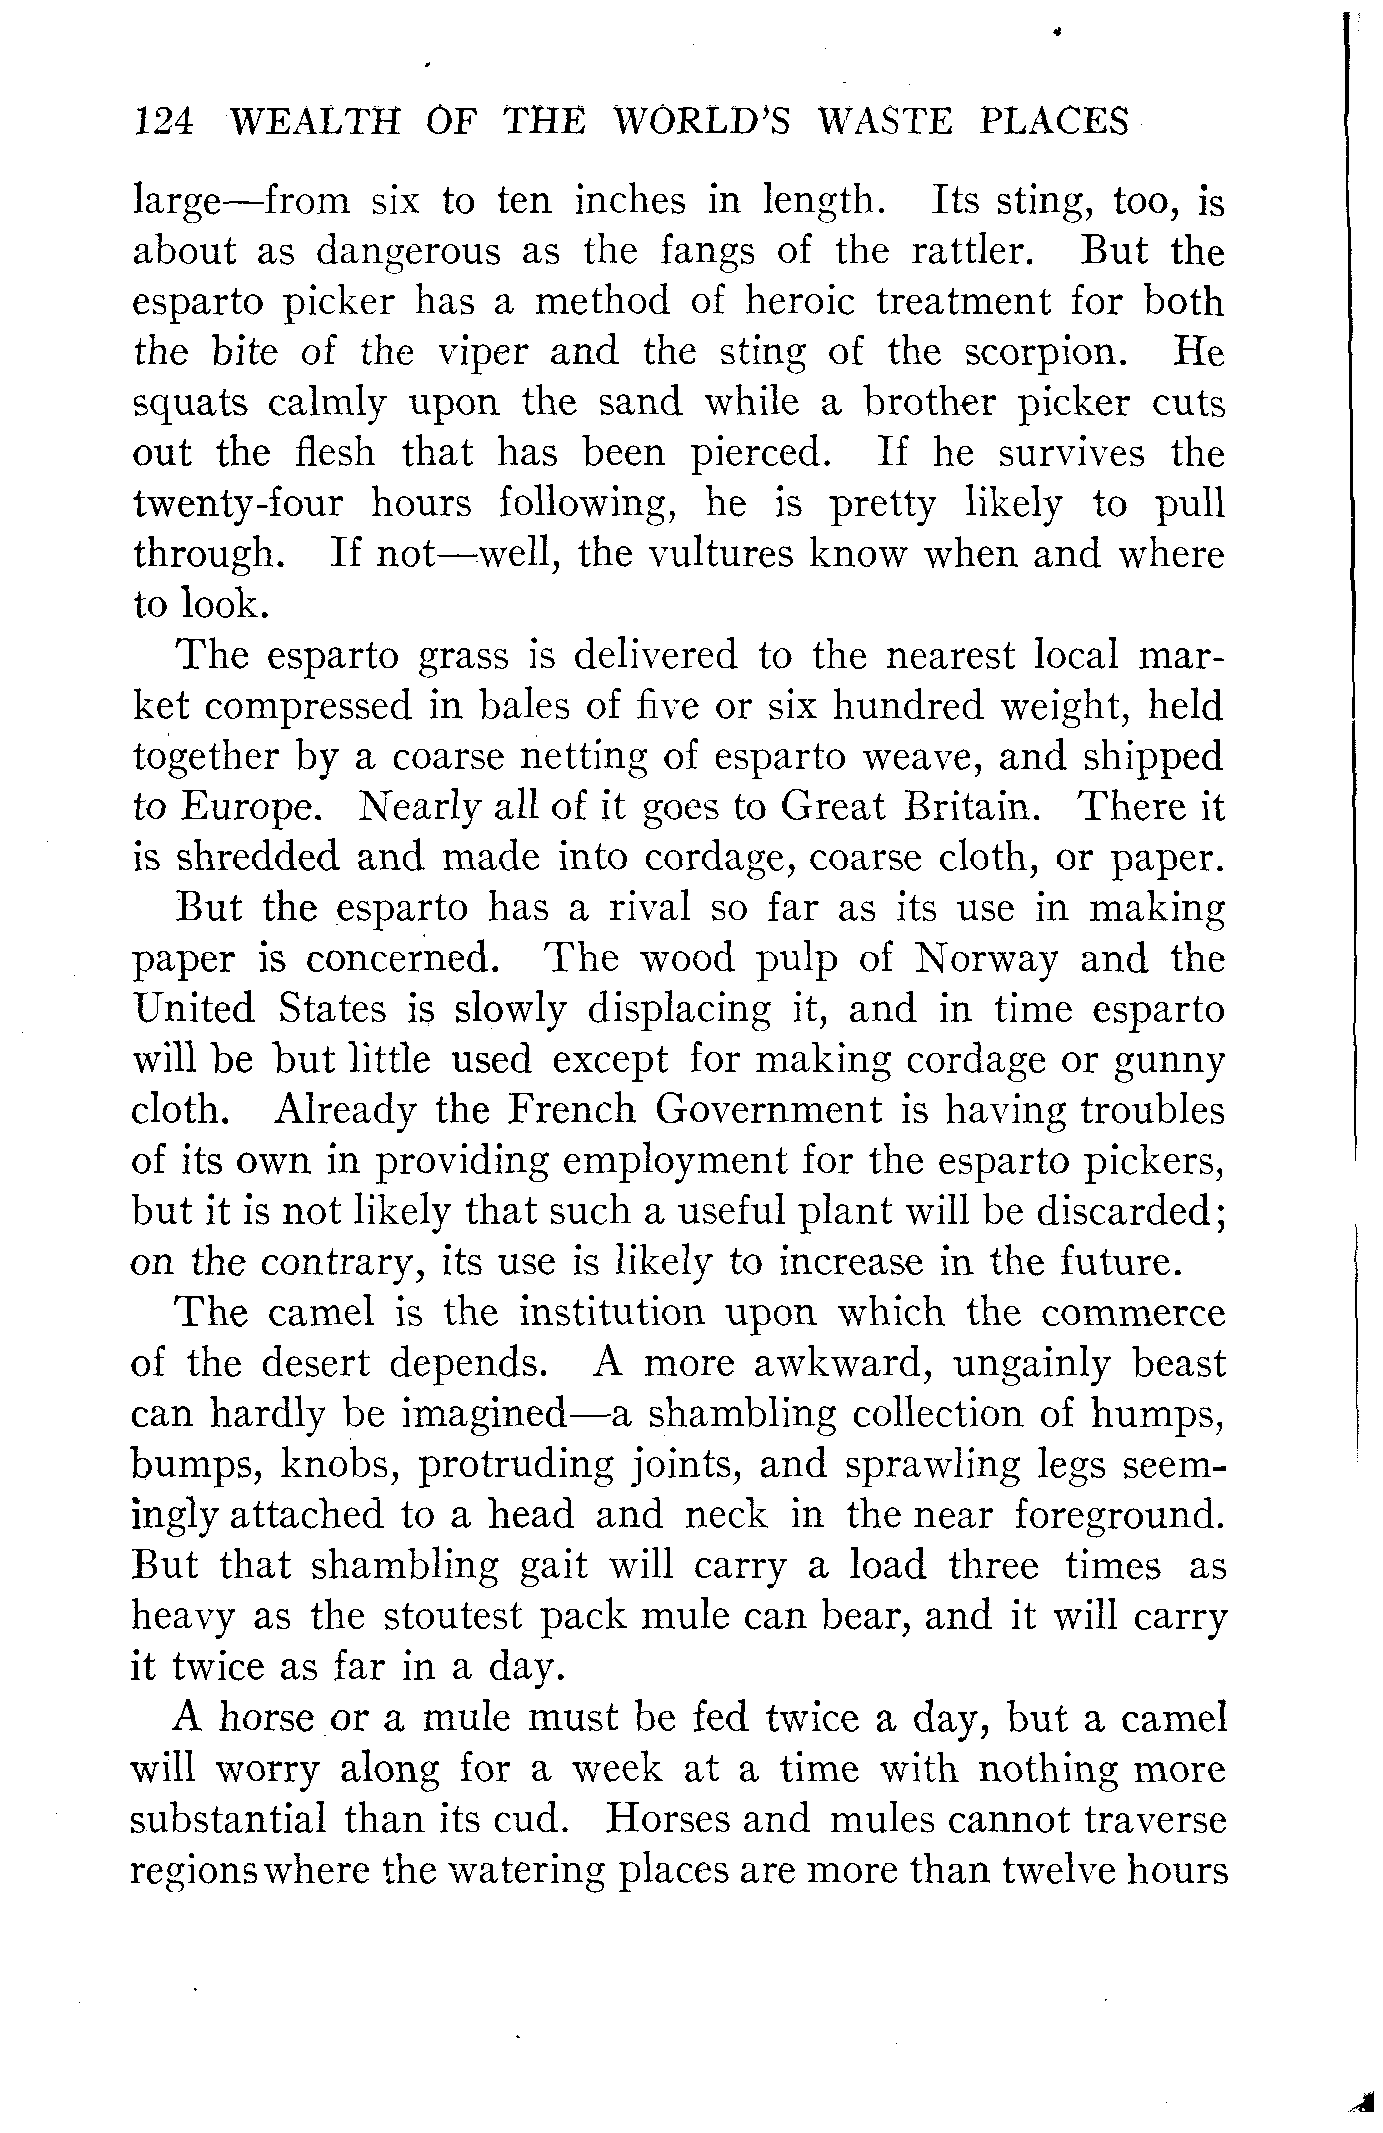 124 WEALTH OF THE WORLD'S WASTE PLACES
large—from six to ten inches in length. Its sting, too, is
about as dangerous as the fangs of the rattler. But the
esparto picker has a method of heroic treatment for both
the bite of the viper and the sting of the scorpion. He
squats calmly upon the sand while a brother picker cuts
out the flesh that has been pierced. If he survives the
twenty-four hours following, he is pretty likely to pull
through. If not—well, the vultures know when and where
to look.
The esparto grass is delivered to the nearest local mar-
ket compressed in bales of five or six hundred weight, held
together by a coarse netting of esparto weave, and shipped
to Europe. Nearly all of it goes to Great Britain. There it
is shredded and made into cordage, coarse cloth, or paper.
But the esparto has a rival so far as its use in making
paper is concerned. The wood pulp of Norway and the
United States is slowly displacing it, and in time esparto
will be but little used except for making cordage or gunny
cloth. Already the French Government is having troubles
of its own in providing employment for the esparto pickers,
but it is not likely that such a useful plant will be discarded;
on the contrary, its use is likely to increase in the future.
The camel is the institution upon which the commerce
of the desert depends. A more awkward, ungainly beast
can hardly be imagined—a shambling collection of humps,
bumps, knobs, protruding joints, and sprawling legs seem-
ingly attached to a head and neck in the near foreground.
But that shambling gait will carry a load three times as
heavy as the stoutest pack mule can bear, and it will carry
it twice as far in a day.
A horse or a mule must be fed twice a day, but a camel
will worry along for a week at a time with nothing more
substantial than its cud. Horses and mules cannot traverse
regions where the watering places are more than twelve hours